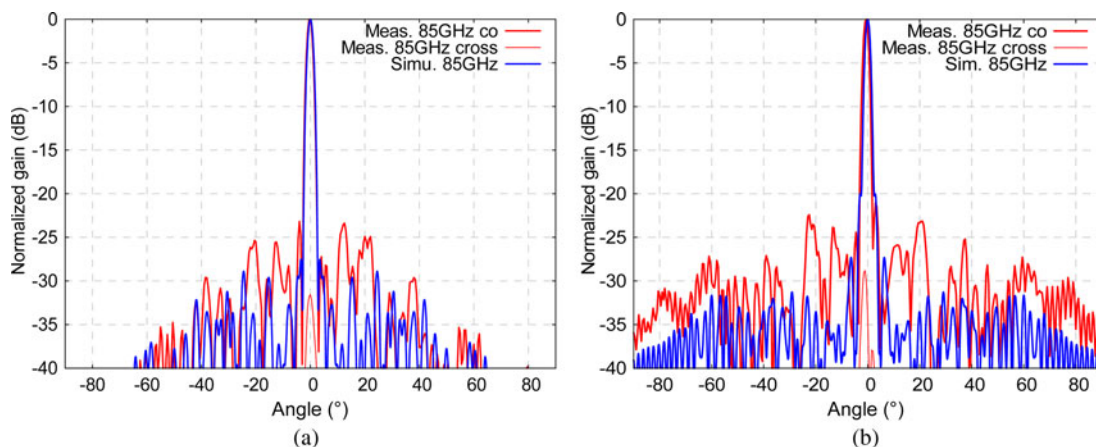 Normalized gain (dB)
0
-5
-10
-15
-20
-25
-30
-35
-40
Meas. 85GHz co
Meas. 85GHz cross
Simu. 85GHz
-80 -60 -40 -20 0 20 40 60 80
Angle (°)
(a)
Normalized gain (dB)
0
-5
-10
-15
-20
-25
-30
-35
-40
Meas. 85GHz co
Meas. 85GHz cross
Sim. 85GHz
-80 -60 -40 -20 0 20 40 60 80
Angle (°)
(b)